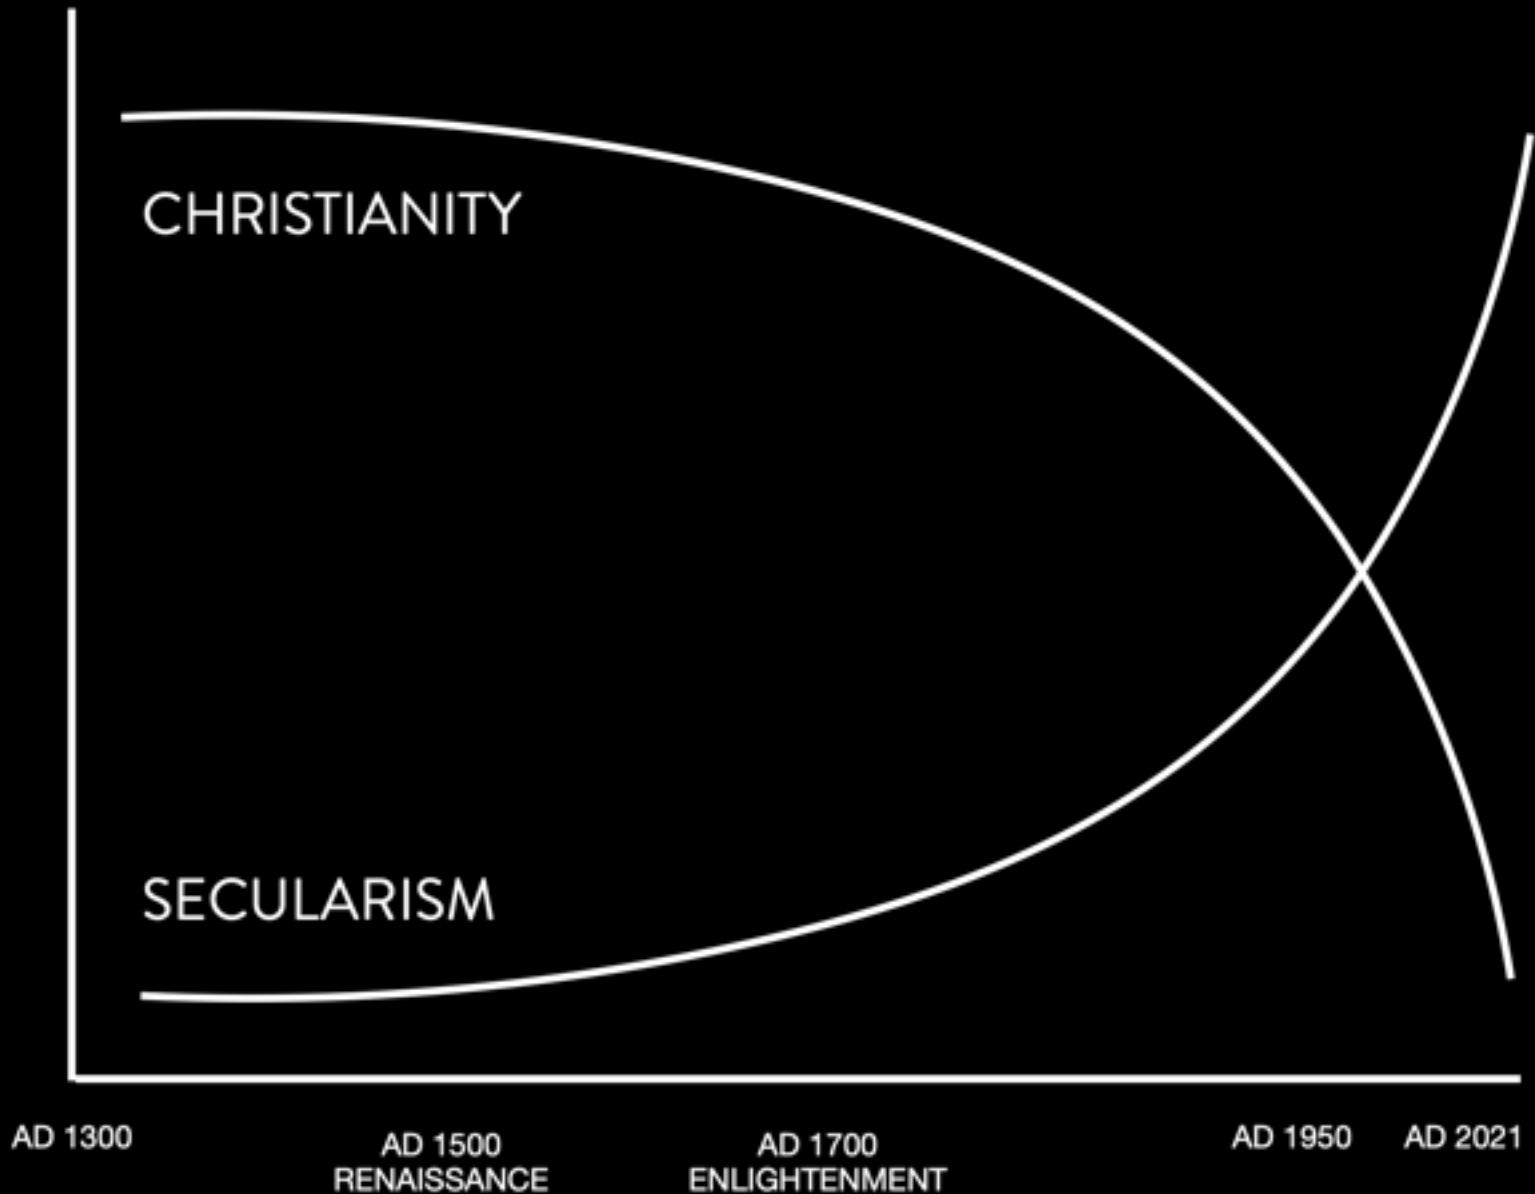 CHRISTIANITY
SECULARISM
AD 1300
AD 1500
RENAISSANCE
AD 1700
ENLIGHTENMENT
AD 1950
AD 2021